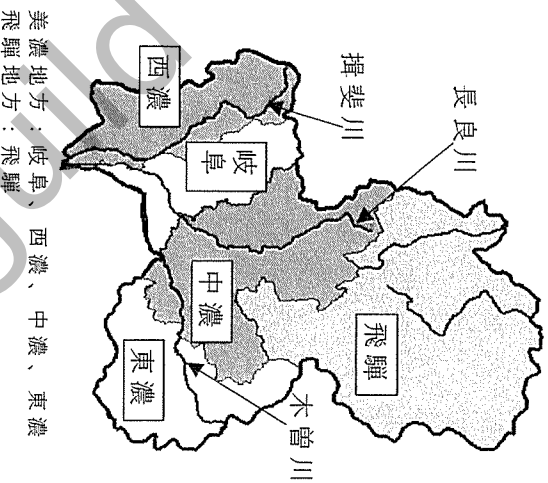 揖斐川
長良川
西濃
岐阜
中濃
飛騨
東濃
木曽川
美濃地方：岐阜、西濃、中濃、東濃
飛騨地方：飛騨